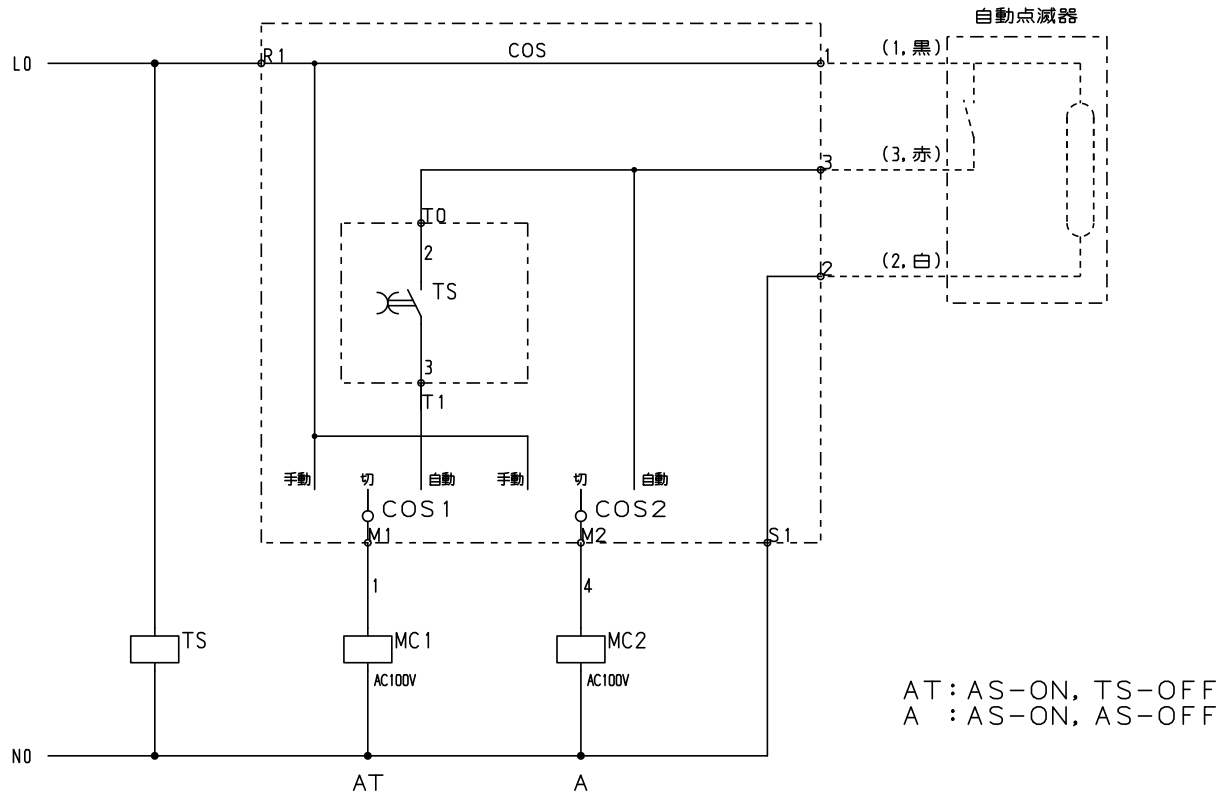 自動点滅器
L0
R1
COS
1
(1,黒)
3
(3,赤)
T0
2
TS
(2,白)
2
3
T1
手動
切
自動
手動
切
自動
COS1
COS2
M1
M2
S1
1
4
TS
MC1
MC2
AC100V
AC100V
AT:AS-ON, TS-OFF
A :AS-ON, AS-OFF
N0
AT
A